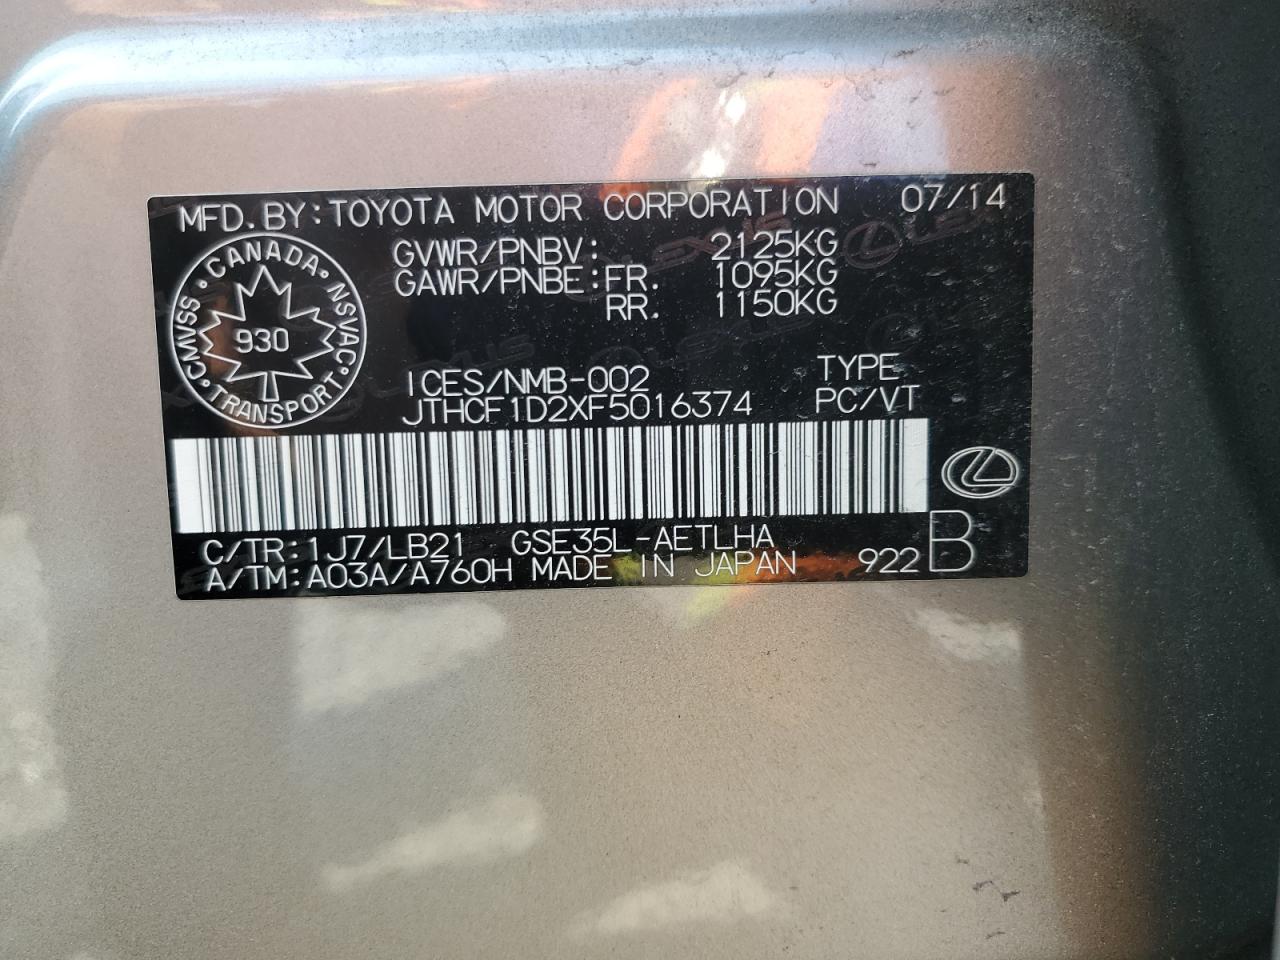 MFD.BY:TOYOTA MOTOR CORPORATION 07/14
GVWR/PNBV: 2125KG
GAWR/PNBE:FR. 1095KG
RR. 1150KG
CANADA
CMVSS • NSVAC
930
TRANSPORT
ICES/NMB-002 TYPE
JTHCF1D2XF5016374 PC/VT
C/TR:1J7/LB21 GSE35L-AETLHA
A/TM:A03A/A760H MADE IN JAPAN 922 B